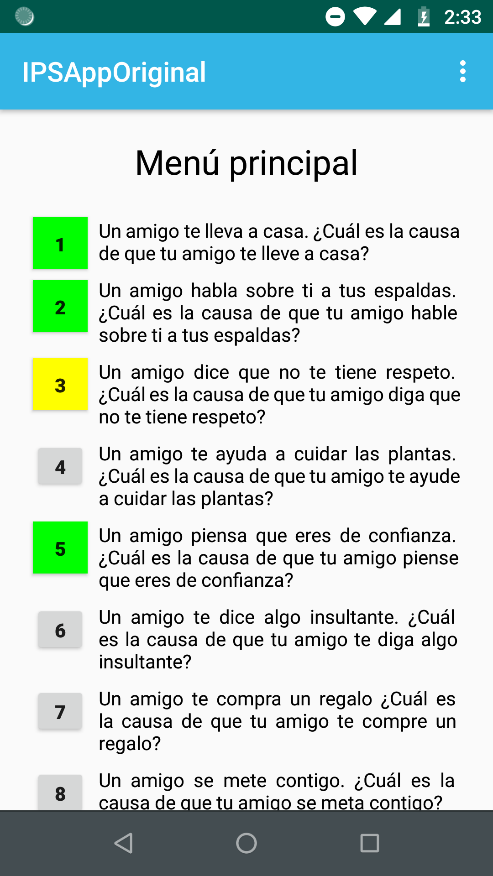 2:33
IPSAppOriginal
Menú principal
1
Un amigo te lleva a casa. ¿Cuál es la causa
de que tu amigo te lleve a casa?
2
Un amigo habla sobre ti a tus espaldas.
¿Cuál es la causa de que tu amigo hable
sobre ti a tus espaldas?
3
Un amigo dice que no te tiene respeto.
¿Cuál es la causa de que tu amigo diga que
no te tiene respeto?
4
Un amigo te ayuda a cuidar las plantas.
¿Cuál es la causa de que tu amigo te ayude
a cuidar las plantas?
5
Un amigo piensa que eres de confianza.
¿Cuál es la causa de que tu amigo piense
que eres de confianza?
6
Un amigo te dice algo insultante. ¿Cuál
es la causa de que tu amigo te diga algo
insultante?
7
Un amigo te compra un regalo ¿Cuál es
la causa de que tu amigo te compre un
regalo?
8
Un amigo se mete contigo. ¿Cuál es la
causa de que tu amigo se meta contigo?